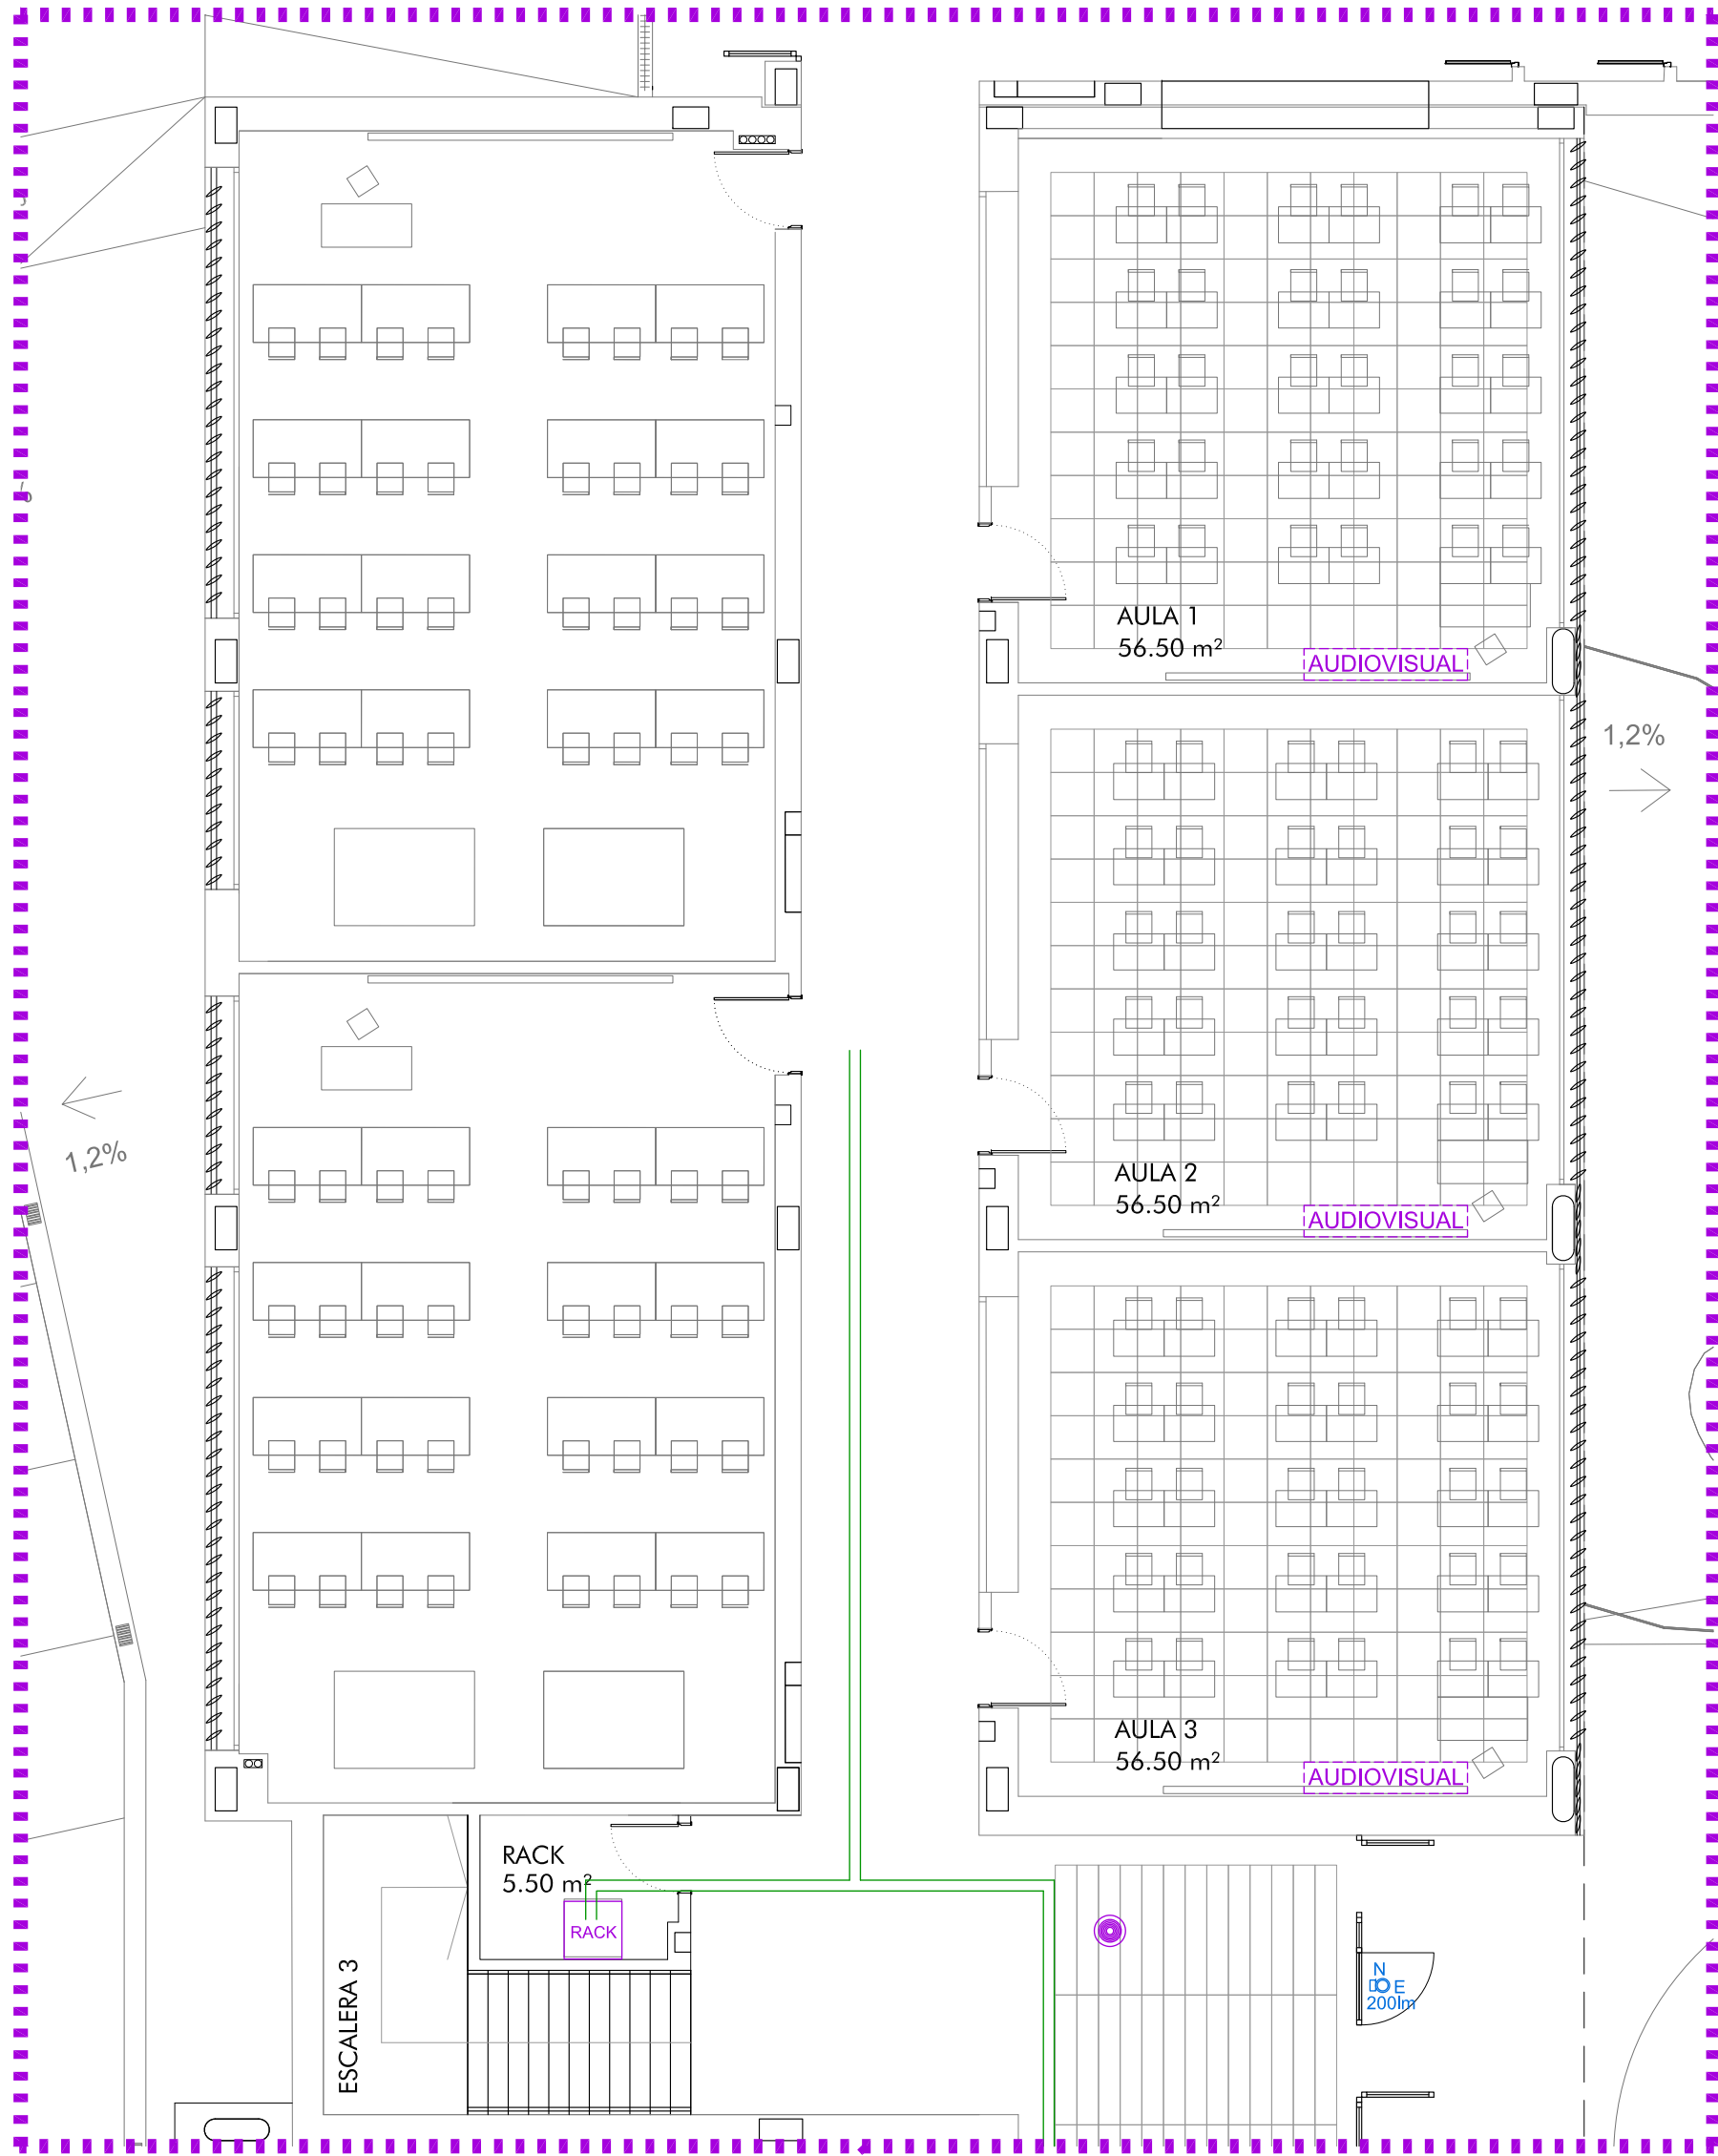 AULA 1
56.50 m²
AUDIOVISUAL
1,2%
1,2%
AULA 2
56.50 m²
AUDIOVISUAL
AULA 3
56.50 m²
AUDIOVISUAL
RACK
5.50 m²
RACK
ESCALERA 3
N
E
200lm